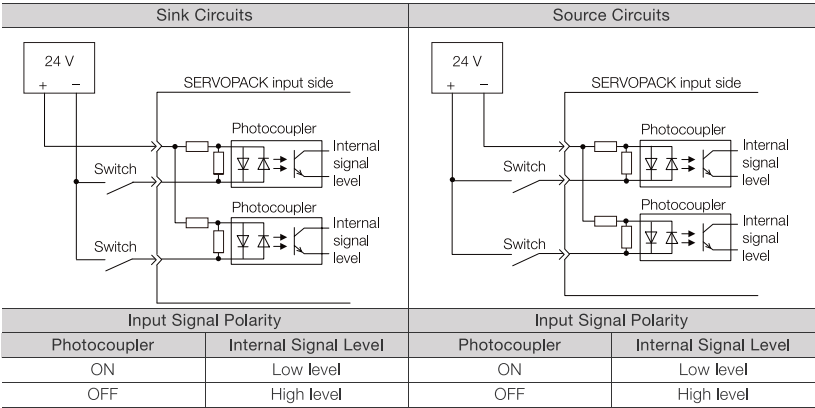 Sink Circuits
Source Circuits
24 V
+ −
SERVOPACK input side
Photocoupler
Internal
signal
level
Switch
Photocoupler
Internal
signal
level
Switch
24 V
+ −
SERVOPACK input side
Photocoupler
Internal
signal
level
Switch
Photocoupler
Internal
signal
level
Switch
Input Signal Polarity
Input Signal Polarity
Photocoupler Internal Signal Level Photocoupler Internal Signal Level
ON Low level ON Low level
OFF High level OFF High level